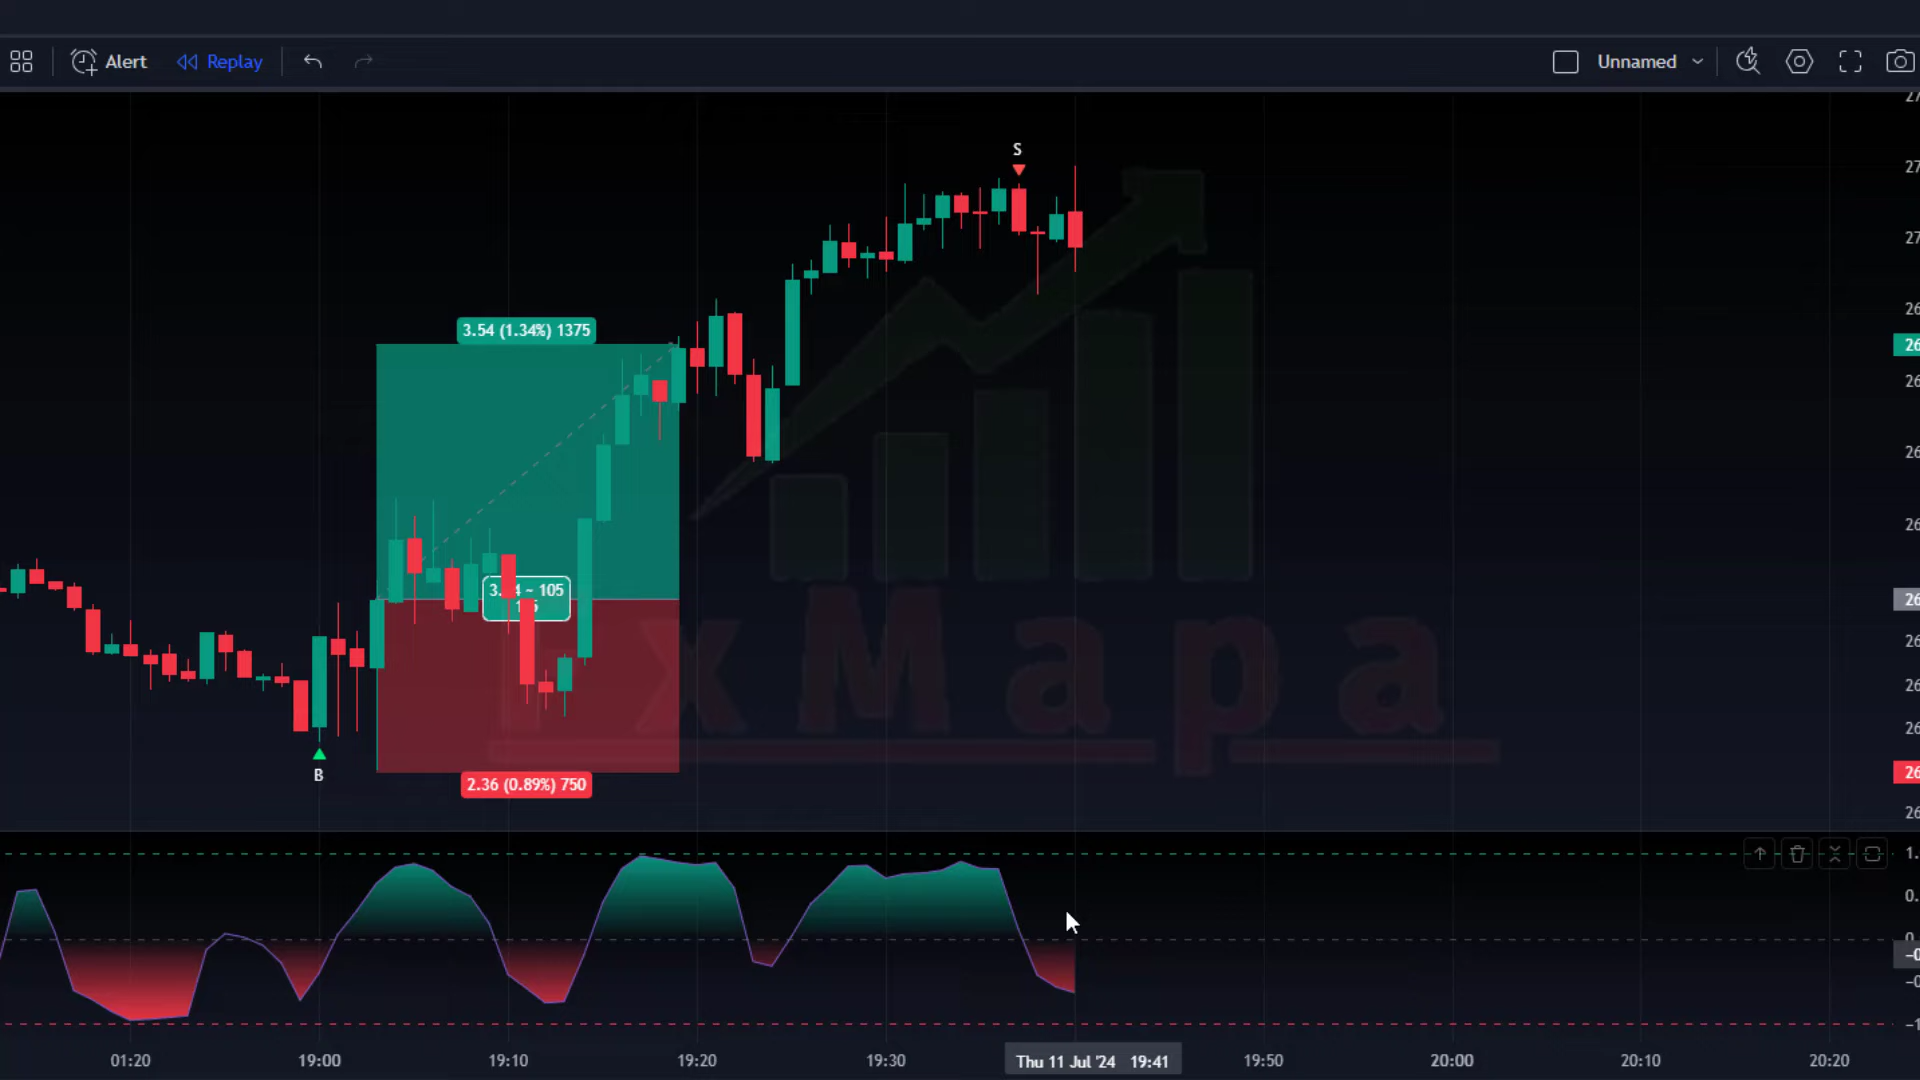 Alert
Replay
Unnamed
S
3.54 (1.34%) 1375
B
2.36 (0.89%) 750
FxMapa
01:20
19:00
19:10
19:20
19:30
Thu 11 Jul '24 19:41
19:50
20:00
20:10
20:20